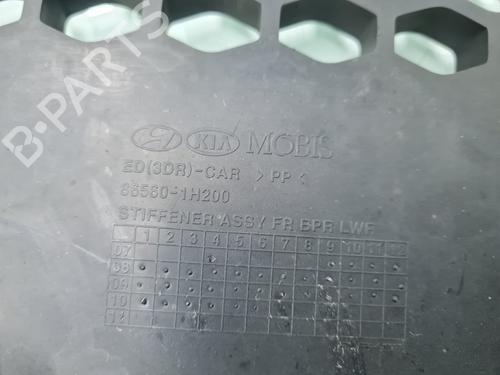 KIA MOBIS
ED(3DR)-CAR >PP<
86560-1H200
STIFFENER ASSY FR BPR LWR
1 2 3 4 5 6 7 8 9 10 11 12
07
08
09
10
11
B-PARTS